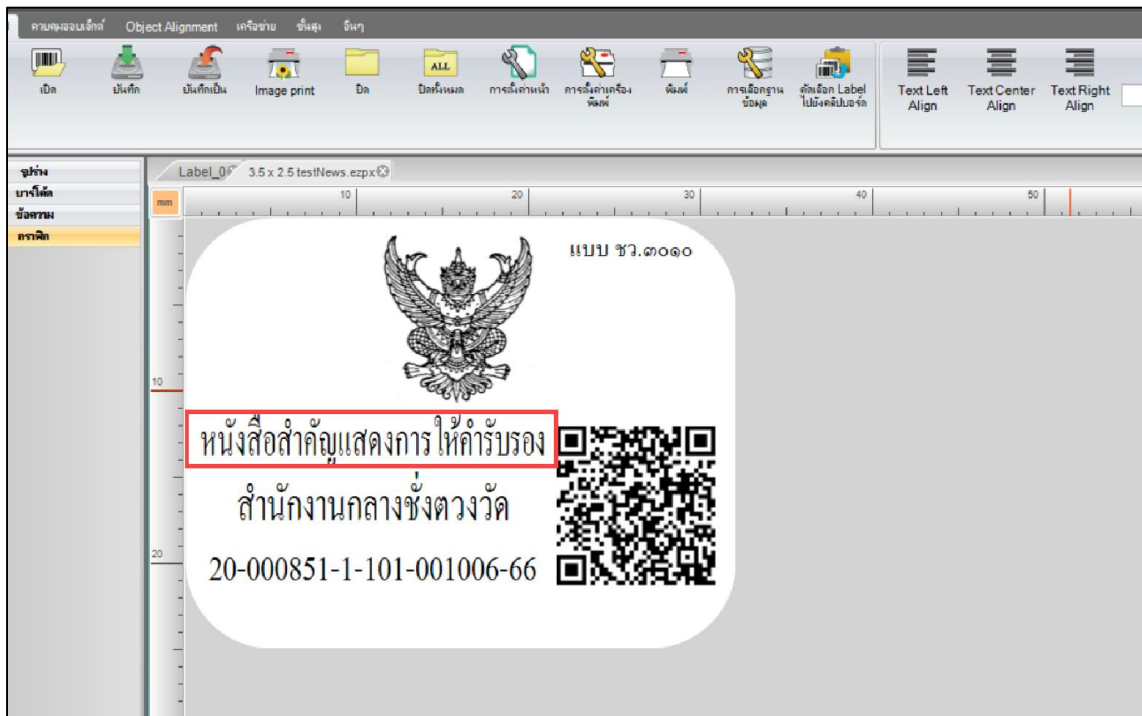 ควบคุมออบเจ็กต์ Object Alignment เครือข่าย ขั้นสูง อื่นๆ
เปิด บันทึก บันทึกเป็น Image print ปิด ALL ปิดทั้งหมด การตั้งค่าหน้า การตั้งค่าเครื่องพิมพ์ พิมพ์ การเลือกฐานข้อมูล คัดเลือก Label ไปยังคลิปบอร์ด Text Left Align Text Center Align Text Right Align
รูปร่าง
บาร์โค้ด
ข้อความ
กราฟิก
Label_0 3.5 x 2.5 testNews.ezpx
mm 10 20 30 40 50
แบบ ชว.๓๐๑๐
10
หนังสือสำคัญแสดงการให้คำรับรอง
สำนักงานกลางชั่งตวงวัด
20
20-000851-1-101-001006-66